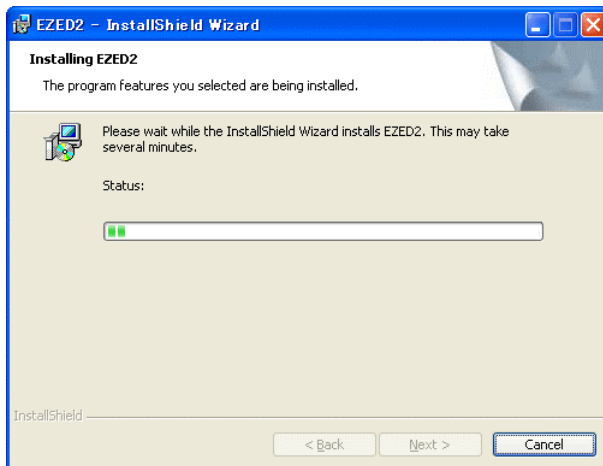 EZED2 - InstallShield Wizard
Installing EZED2
The program features you selected are being installed.
Please wait while the InstallShield Wizard installs EZED2. This may take
several minutes.
Status:
InstallShield
< Back
Next >
Cancel